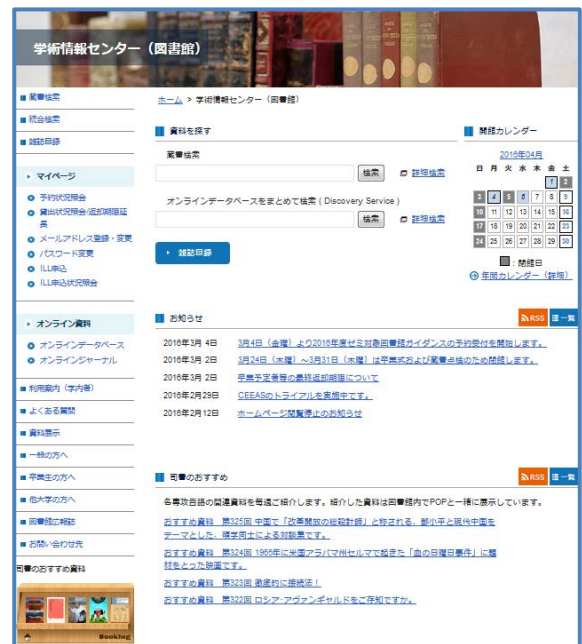 学術情報センター（図書館）
蔵書検索
統合検索
雑誌目録
マイページ
予約状況照会
貸出状況照会/返却期限延
長
メールアドレス登録・変更
パスワード変更
ILL申込
ILL申込状況照会
オンライン資料
オンラインデータベース
オンラインジャーナル
利用案内（学内者）
よくある質問
資料展示
一般の方へ
卒業生の方へ
他大学の方へ
図書館広報誌
お問い合わせ先
司書のおすすめ資料
Booklog
ホーム > 学術情報センター（図書館）
資料を探す
蔵書検索
検索 詳細検索
オンラインデータベースをまとめて検索 ( Discovery Service )
検索 詳細検索
雑誌目録
開館カレンダー
2016年04月
日 月 火 水 木 金 土
1 2
3 4 5 6 7 8 9
10 11 12 13 14 15 16
17 18 19 20 21 22 23
24 25 26 27 28 29 30
: 閉館日
年間カレンダー（詳細）
お知らせ RSS 一覧
2016年3月 4日 3月4日（金曜）より2016年度ゼミ対象図書館ガイダンスの予約受付を開始します。
2016年3月 2日 3月24日（木曜）～3月31日（木曜）は卒業式および蔵書点検のため閉館します。
2016年3月 2日 卒業予定者等の最終返却期限について
2016年2月29日 CEEASのトライアルを実施中です。
2016年2月12日 ホームページ閲覧停止のお知らせ
司書のおすすめ RSS 一覧
各専攻言語の関連資料を毎週ご紹介します。紹介した資料は図書館内でPOPと一緒に展示しています。
おすすめ資料 第325回 中国で「改革開放の総設計師」と称される、鄧小平と現代中国を
テーマとした、碩学同士による対談集です。
おすすめ資料 第324回 1965年に米国アラバマ州セルマで起きた「血の日曜日事件」に題
材をとった映画です。
おすすめ資料 第323回 徹底的に接続法！
おすすめ資料 第322回 ロシア・アヴァンギャルドをご存知ですか。